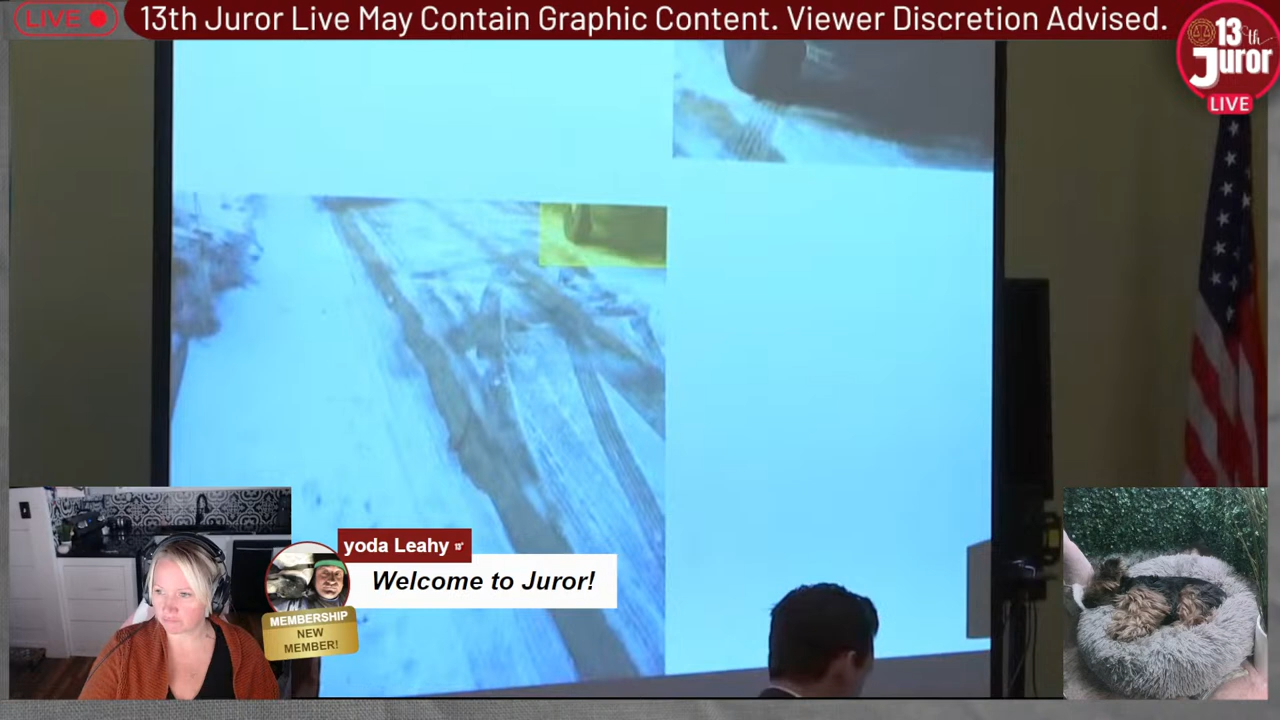 LIVE
13th Juror Live May Contain Graphic Content. Viewer Discretion Advised.
13th
Juror
LIVE
yoda Leahy
Welcome to Juror!
MEMBERSHIP
NEW
MEMBER!